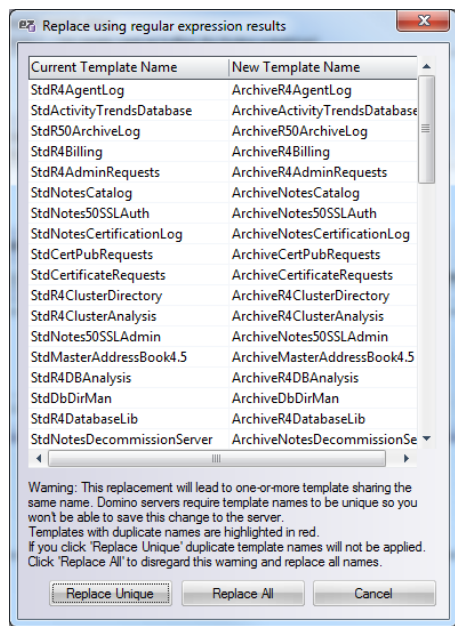 Replace using regular expression results
Current Template Name New Template Name
StdR4AgentLog ArchiveR4AgentLog
StdActivityTrendsDatabase ArchiveActivityTrendsDatabase
StdR50ArchiveLog ArchiveR50ArchiveLog
StdR4Billing ArchiveR4Billing
StdR4AdminRequests ArchiveR4AdminRequests
StdNotesCatalog ArchiveNotesCatalog
StdNotes50SSLAuth ArchiveNotes50SSLAuth
StdNotesCertificationLog ArchiveNotesCertificationLog
StdCertPubRequests ArchiveCertPubRequests
StdCertificateRequests ArchiveCertificateRequests
StdR4ClusterDirectory ArchiveR4ClusterDirectory
StdR4ClusterAnalysis ArchiveR4ClusterAnalysis
StdNotes50SSLAdmin ArchiveNotes50SSLAdmin
StdMasterAddressBook4.5 ArchiveMasterAddressBook4.5
StdR4DBAnalysis ArchiveR4DBAnalysis
StdDbDirMan ArchiveDbDirMan
StdR4DatabaseLib ArchiveR4DatabaseLib
StdNotesDecommissionServer ArchiveNotesDecommissionSe
Warning: This replacement will lead to one-or-more template sharing the
same name. Domino servers require template names to be unique so you
won't be able to save this change to the server.
Templates with duplicate names are highlighted in red.
If you click 'Replace Unique' duplicate template names will not be applied.
Click 'Replace All' to disregard this warning and replace all names.
Replace Unique Replace All Cancel